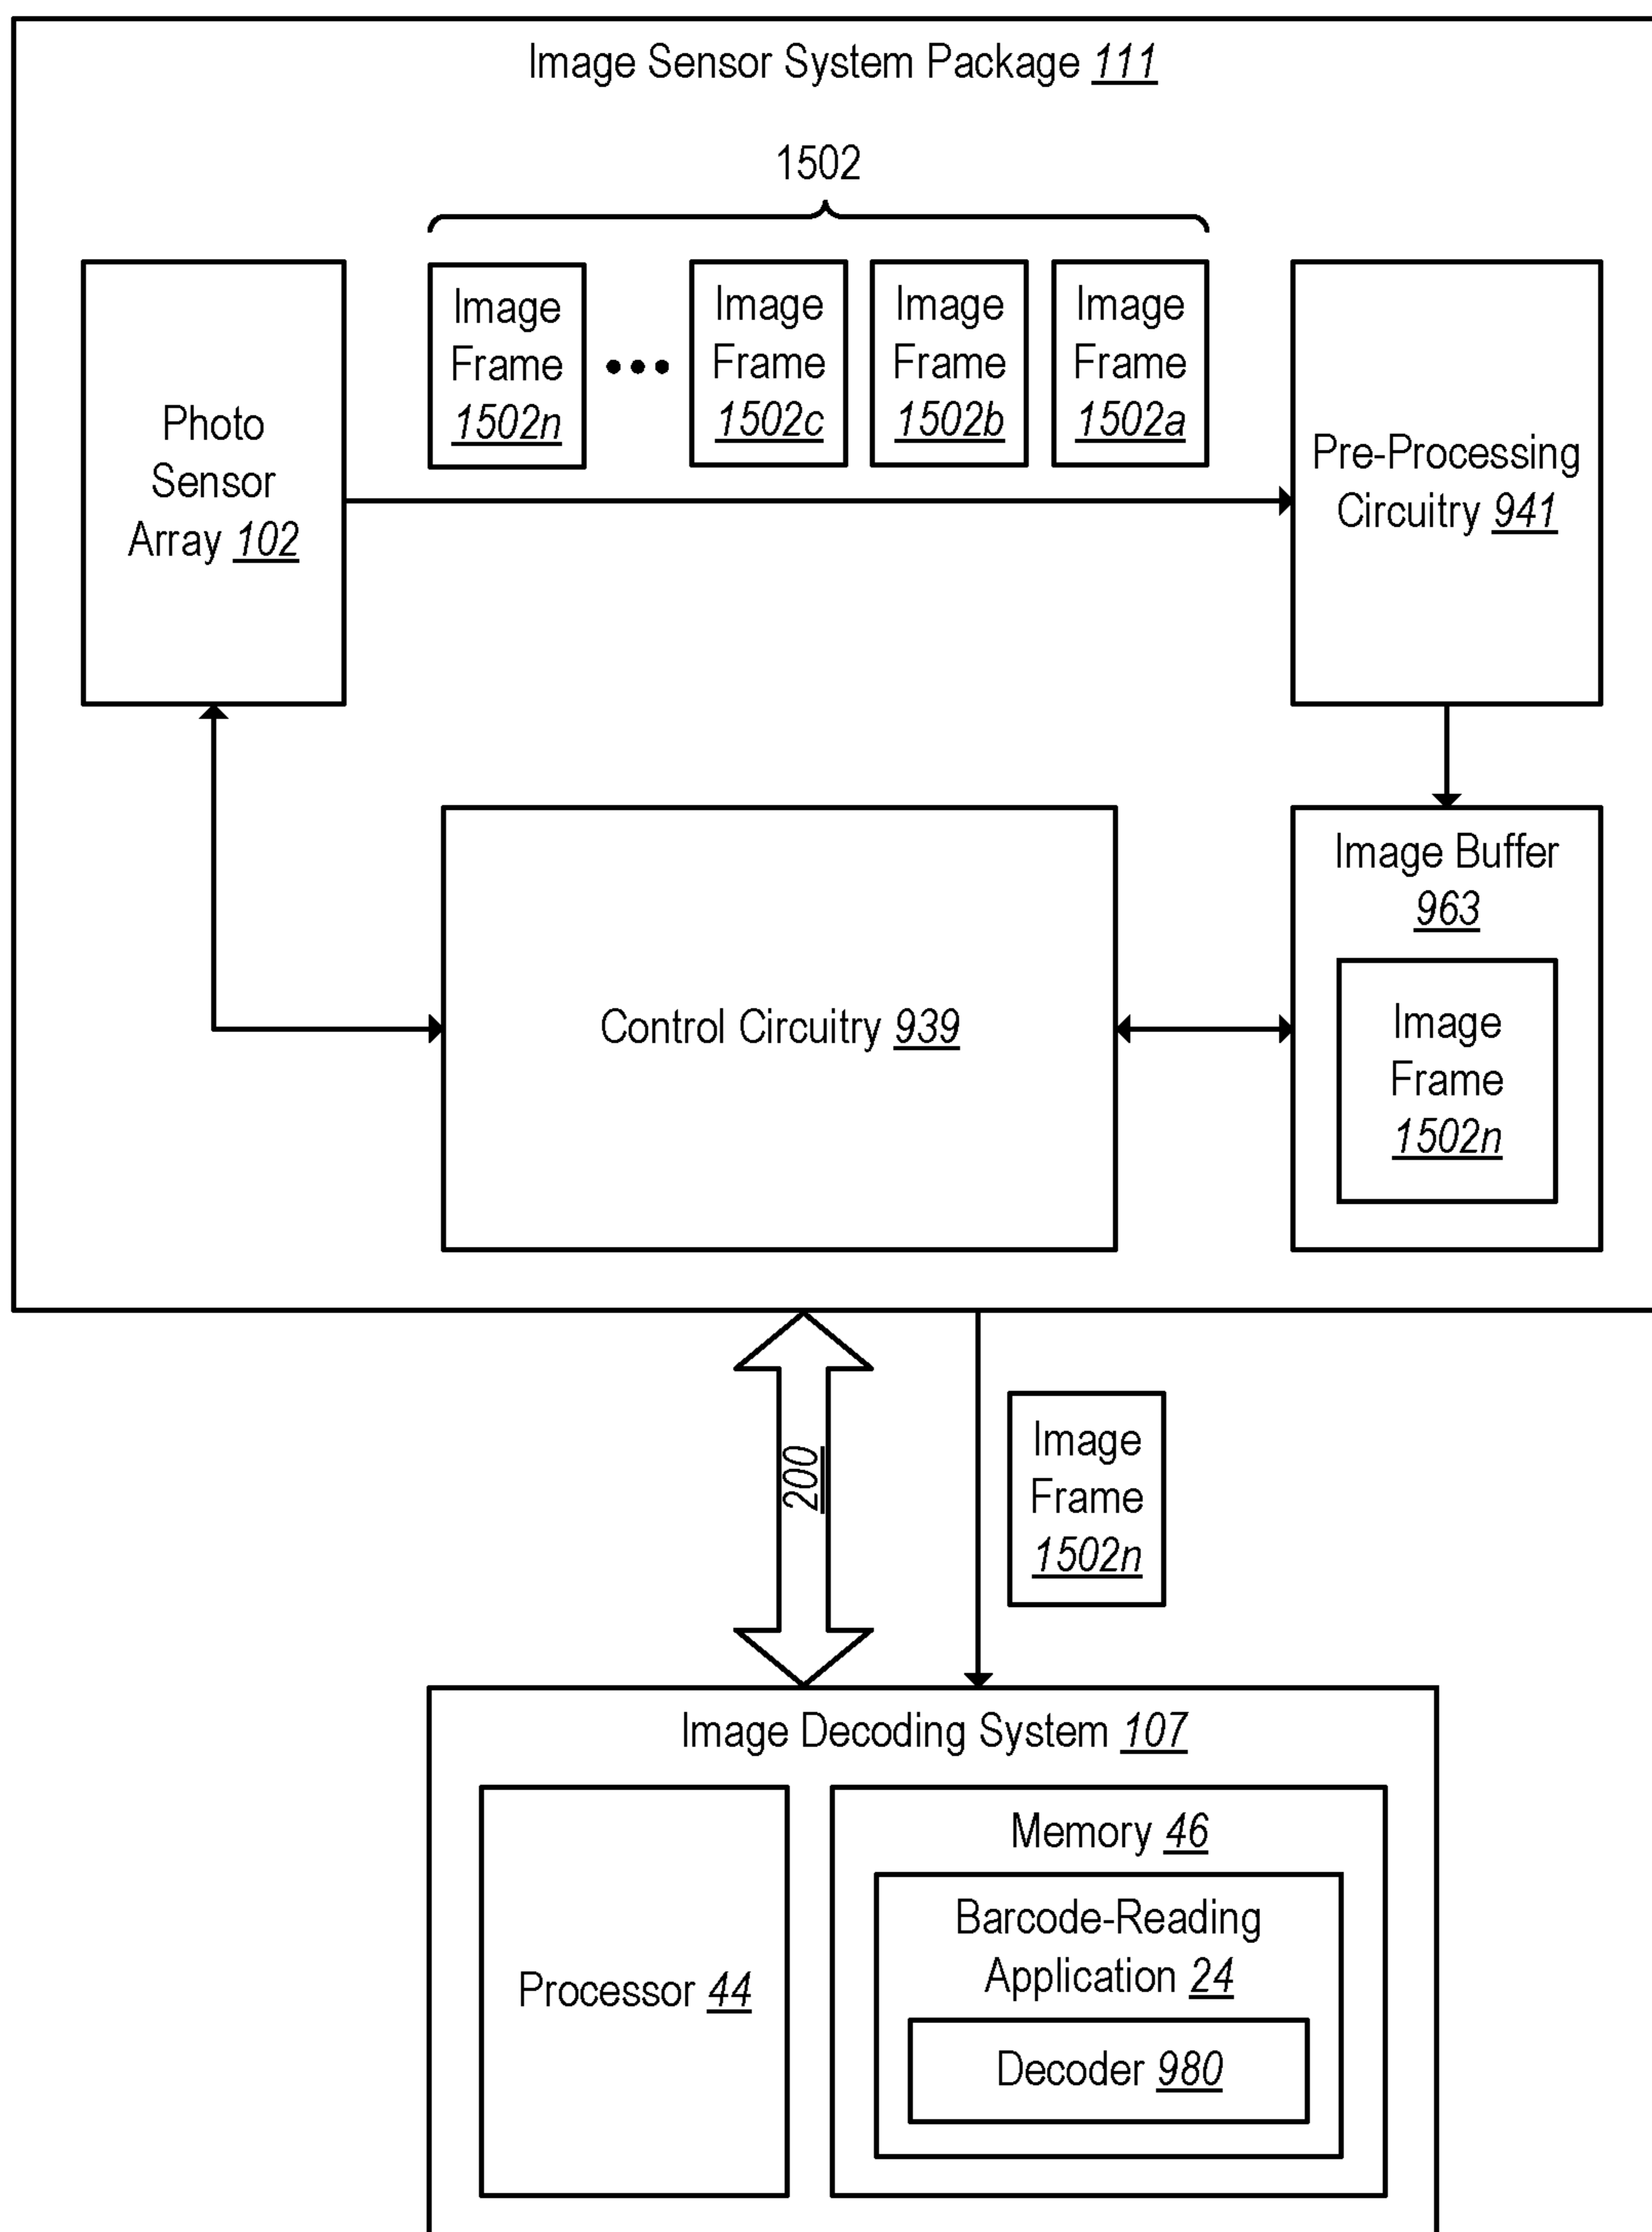 Image Sensor System Package 111
1502
Image
Frame
1502n
Image
Frame
1502c
Image
Frame
1502b
Image
Frame
1502a
Photo
Sensor
Array 102
Pre-Processing
Circuitry 941
Control Circuitry 939
Image Buffer
963
Image
Frame
1502n
200
Image
Frame
1502n
Image Decoding System 107
Processor 44
Memory 46
Barcode-Reading
Application 24
Decoder 980